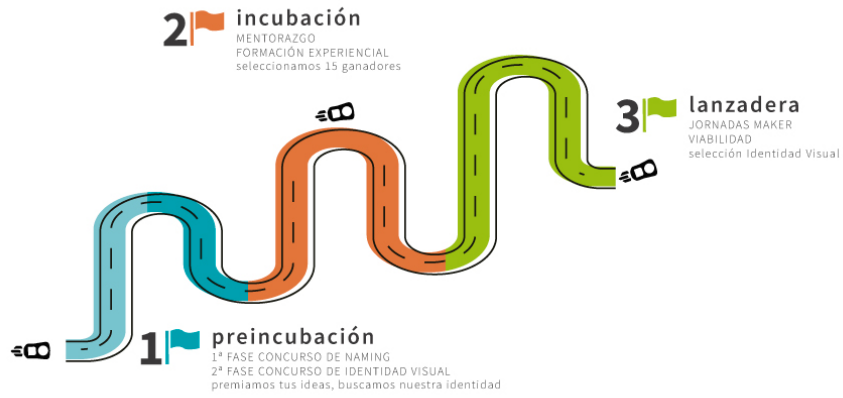 2 incubación
MENTORAZGO
FORMACIÓN EXPERIENCIAL
seleccionamos 15 ganadores
3 lanzadera
JORNADAS MAKER
VIABILIDAD
selección Identidad Visual
1 preincubación
1ª FASE CONCURSO DE NAMING
2ª FASE CONCURSO DE IDENTIDAD VISUAL
premiamos tus ideas, buscamos nuestra identidad